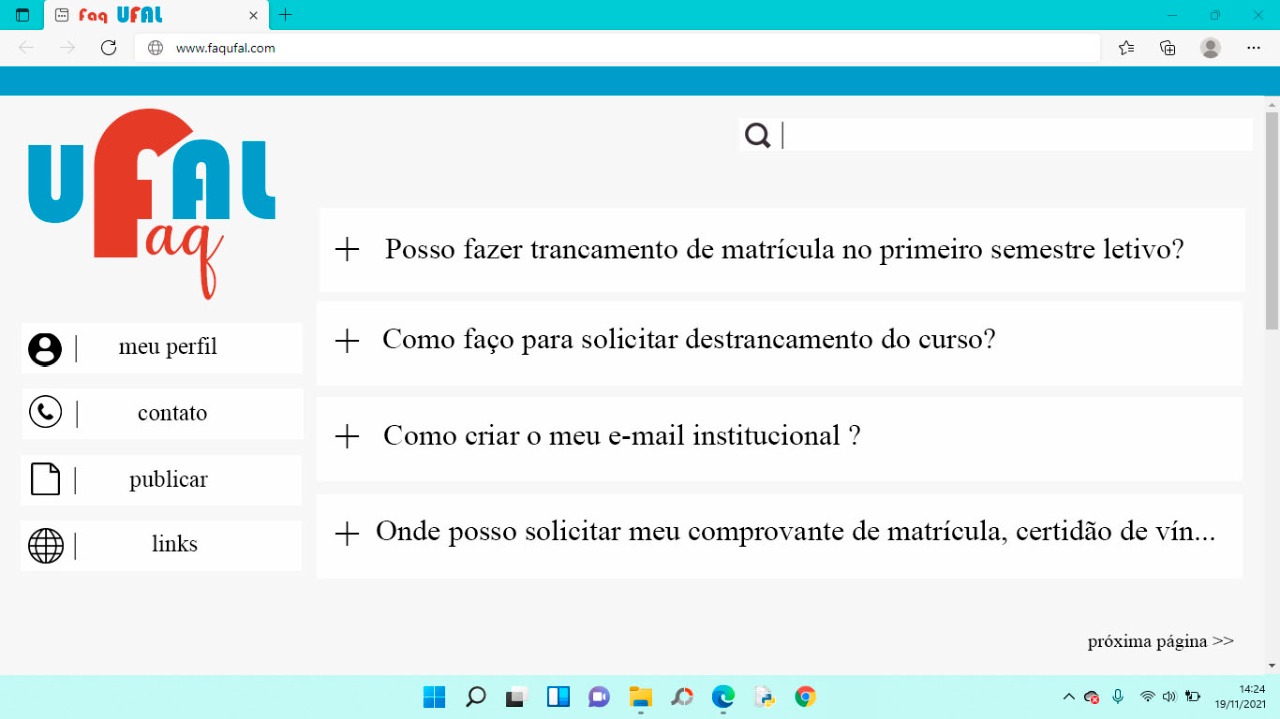 Faq UFAL
www.faqufal.com
UFAL
Faq
Posso fazer trancamento de matrícula no primeiro semestre letivo?
Como faço para solicitar destrancamento do curso?
meu perfil
contato
Como criar o meu e-mail institucional ?
publicar
Onde posso solicitar meu comprovante de matrícula, certidão de vín...
links
próxima página >>
14:24
19/11/2021